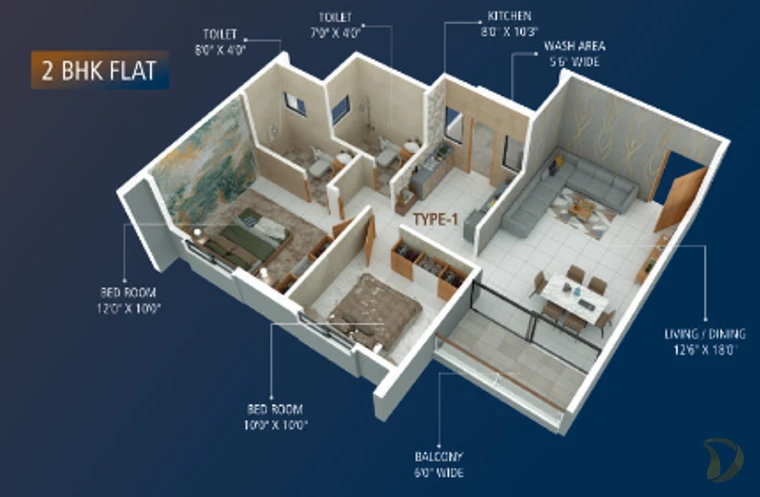 2 BHK FLAT
TOILET
8'0" X 4'0"
TOILET
7'0" X 4'0"
KITCHEN
8'0" X 10'3"
WASH AREA
5'6" WIDE
TYPE-1
BED ROOM
12'0" X 10'0"
LIVING / DINING
12'6" X 18'0"
BED ROOM
10'0" X 10'0"
BALCONY
6'0" WIDE